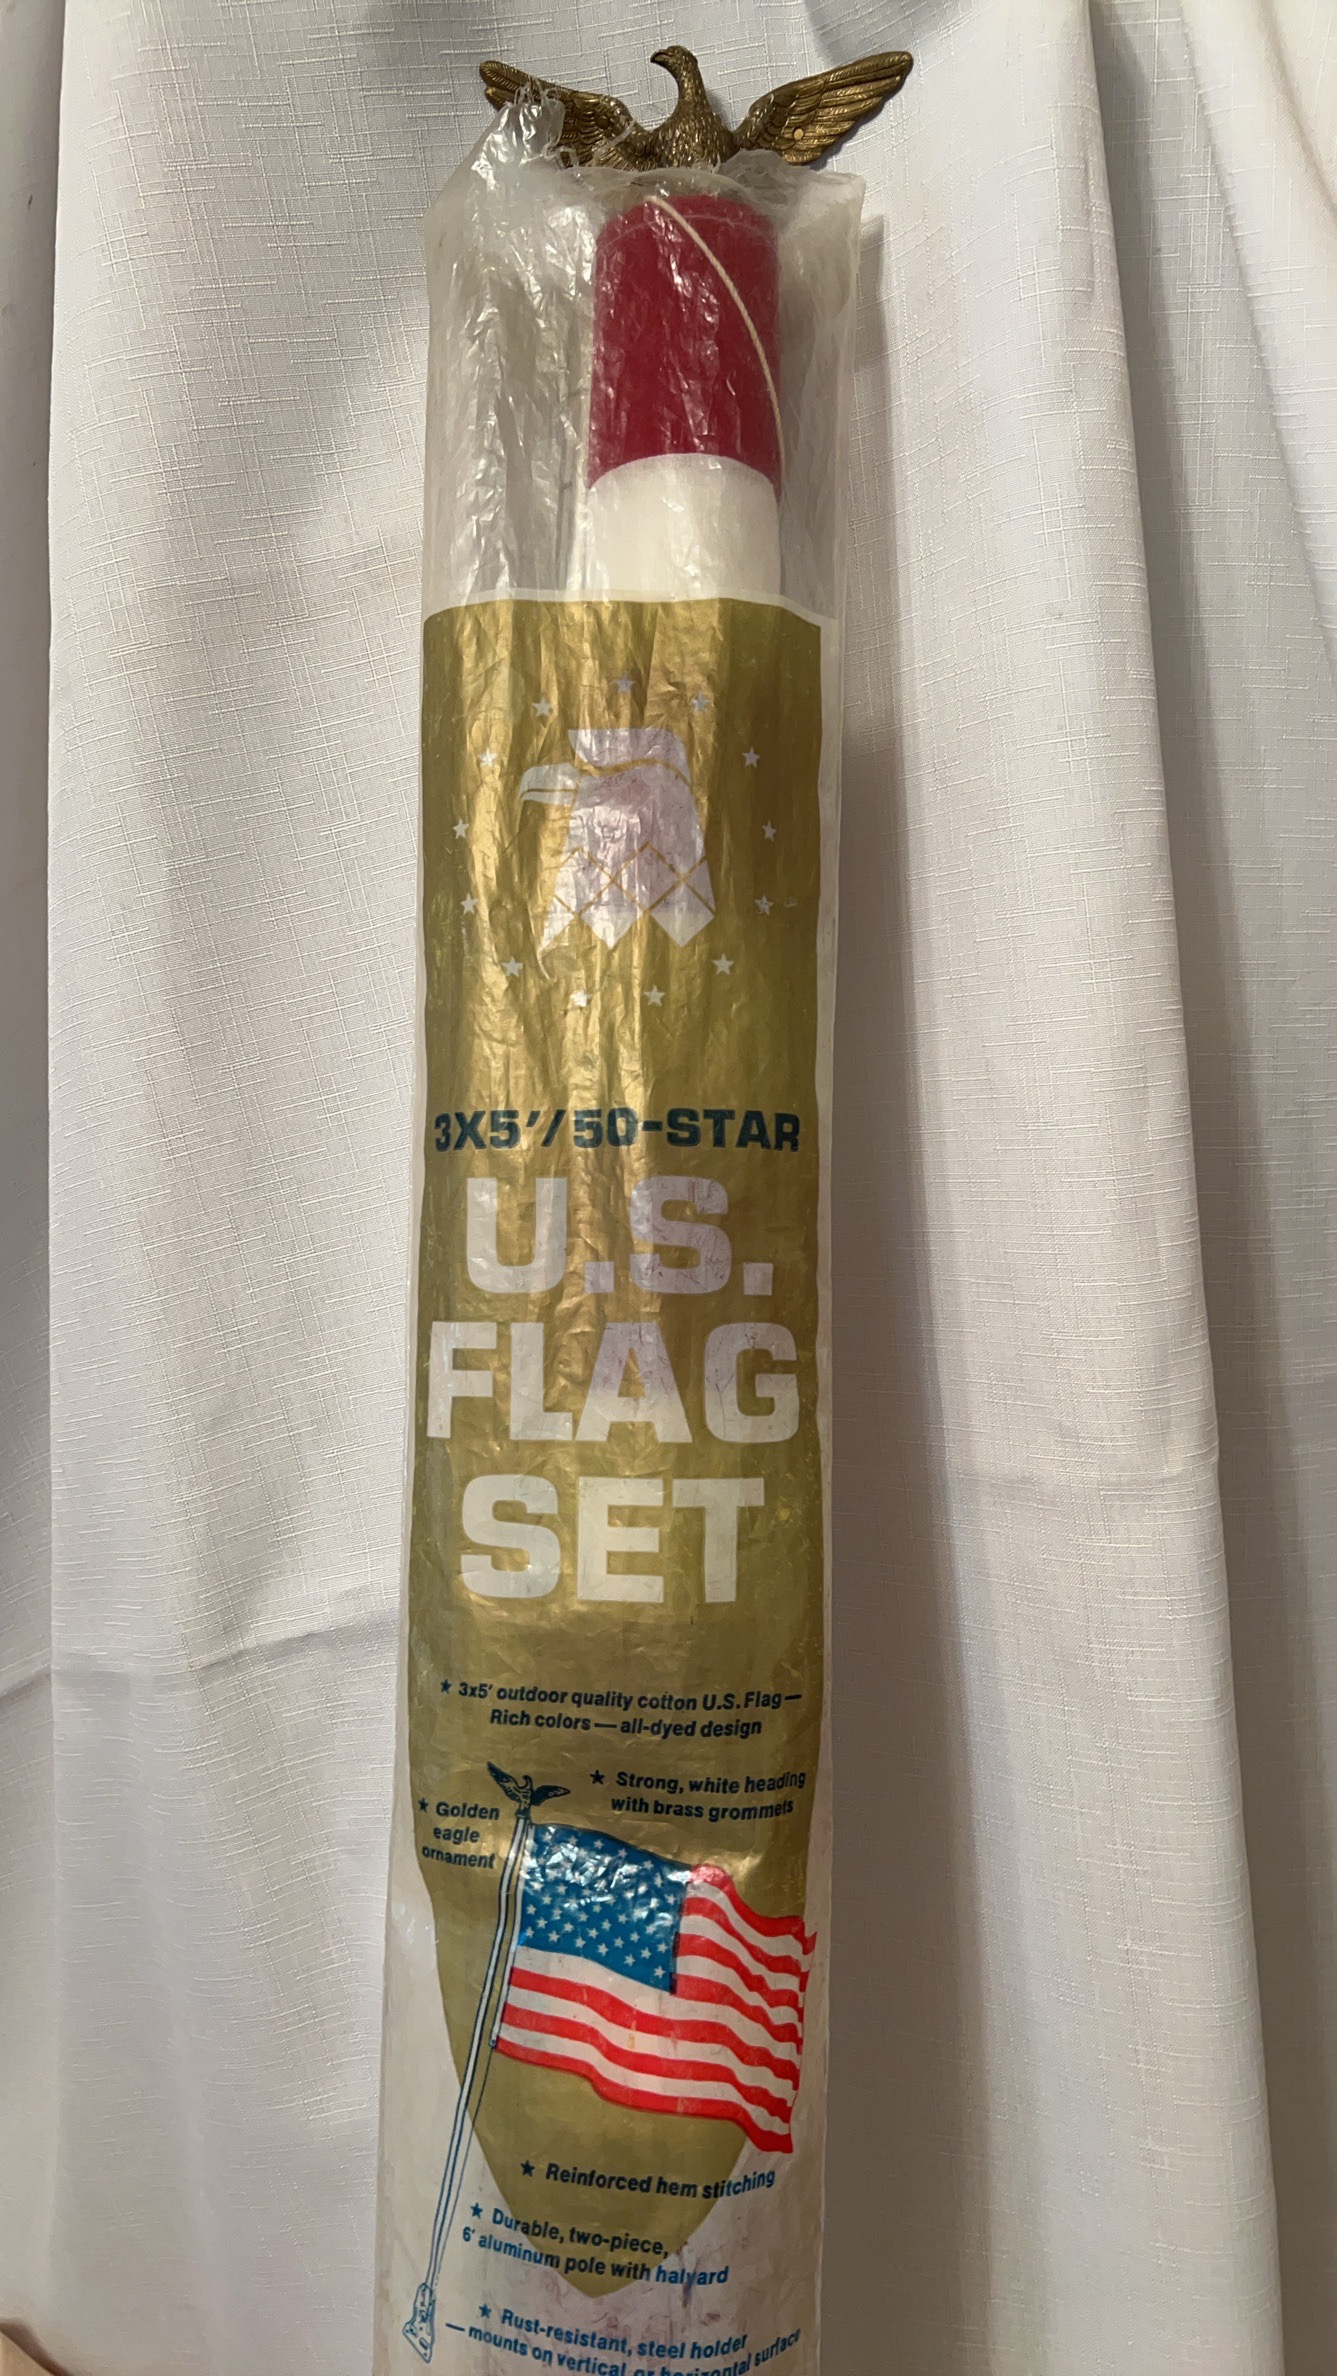 3X5'/50-STAR
U.S.
FLAG
SET
★ 3x5' outdoor quality cotton U.S. Flag—
Rich colors — all-dyed design
★ Strong, white heading
with brass grommets
★ Golden
eagle
ornament
★ Reinforced hem stitching
★ Durable, two-piece,
6' aluminum pole with halyard
★ Rust-resistant, steel holder
— mounts on vertical or horizontal surface